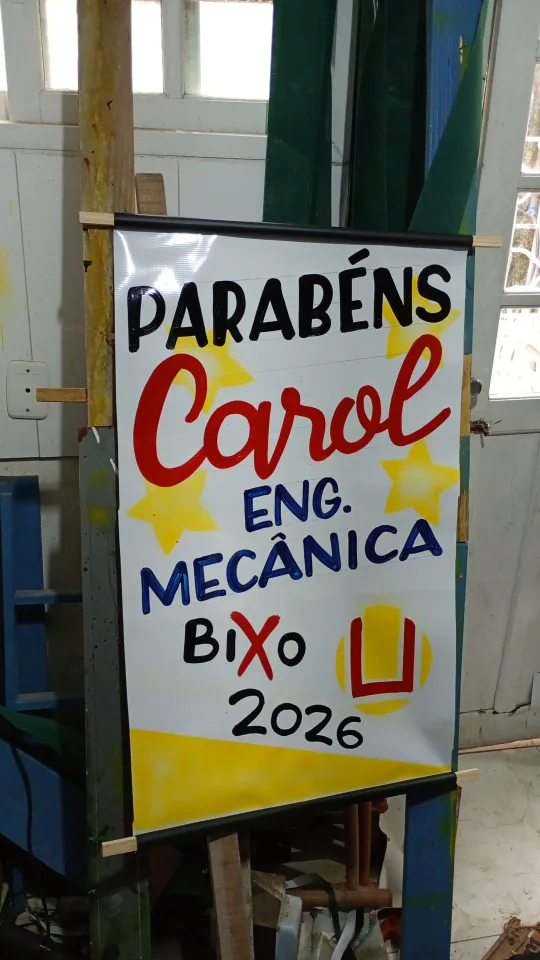 PARABÉNS
Carol
ENG.
MECÂNICA
BiXo
2026